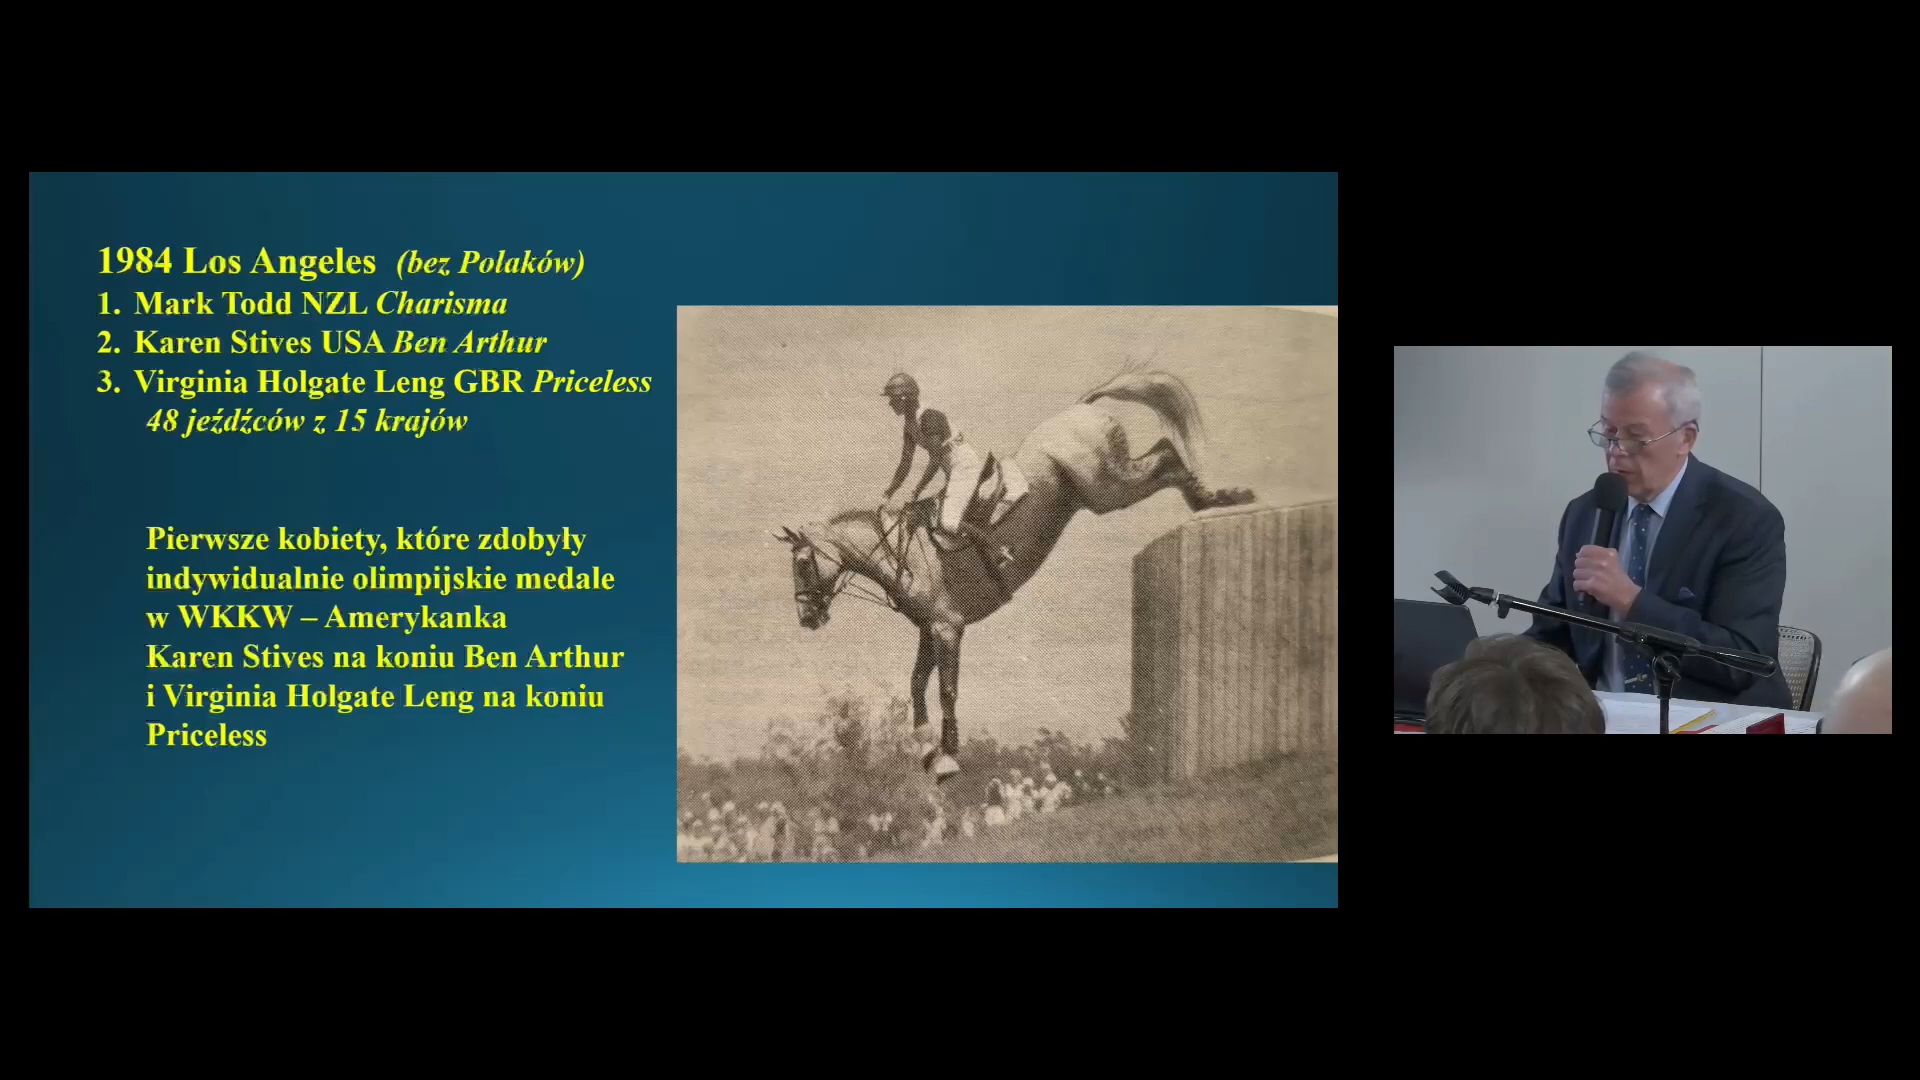 1984 Los Angeles (bez Polaków)
1. Mark Todd NZL Charisma
2. Karen Stives USA Ben Arthur
3. Virginia Holgate Leng GBR Priceless
48 jeźdźców z 15 krajów
Pierwsze kobiety, które zdobyły
indywidualnie olimpijskie medale
w WKKW – Amerykanka
Karen Stives na koniu Ben Arthur
i Virginia Holgate Leng na koniu
Priceless